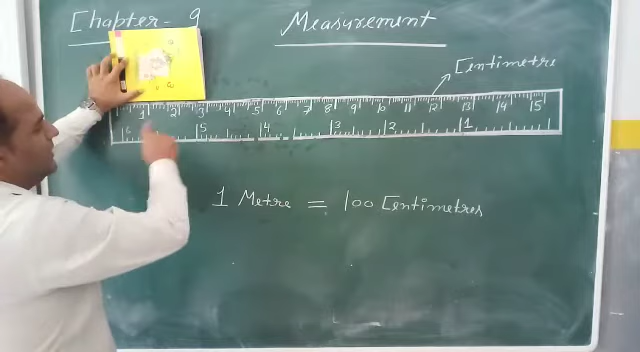 Chapter - 9
Measurement
Centimetre
1 2 3 4 5 6 7 8 9 10 11 12 13 14 15
6 5 4 3 2 1
1 Metre = 100 Centimetres